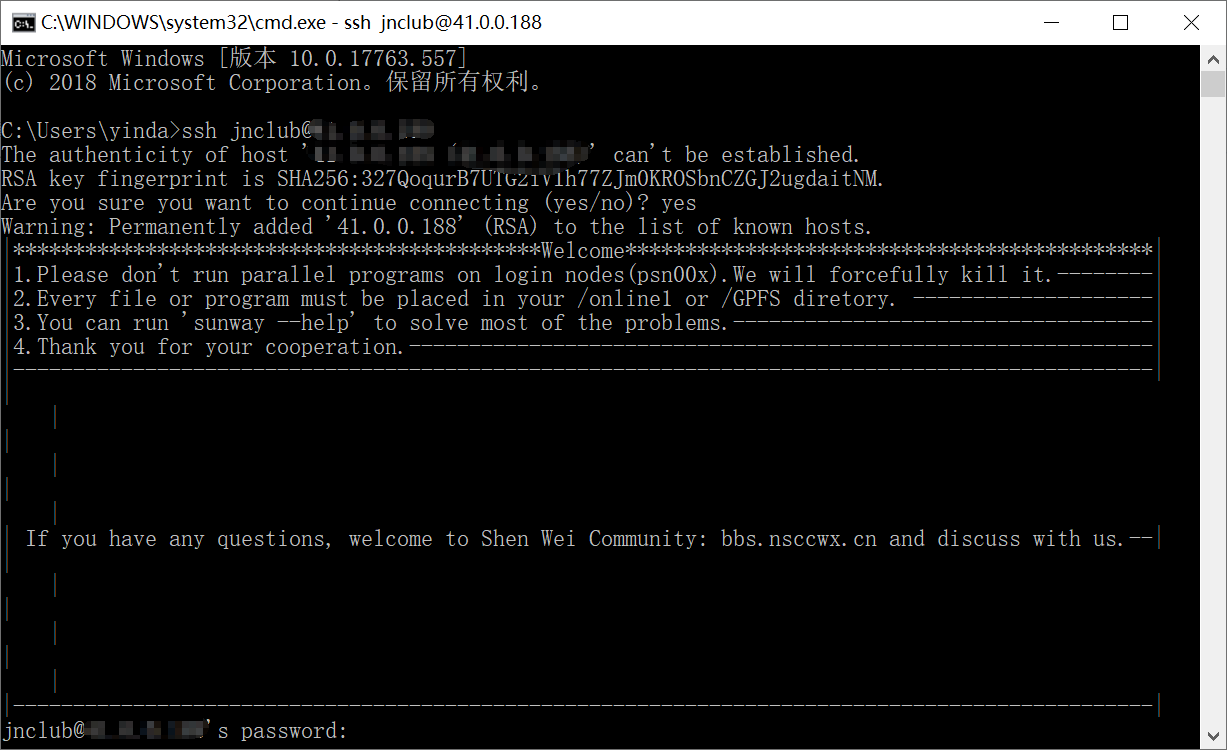 C:\WINDOWS\system32\cmd.exe - ssh jnclub@41.0.0.188
Microsoft Windows [版本 10.0.17763.557]
(c) 2018 Microsoft Corporation。保留所有权利。
C:\Users\yinda>ssh jnclub@
The authenticity of host ' ' can't be established.
RSA key fingerprint is
Are you sure you want to continue connecting (yes/no)? yes
Warning: Permanently added '41.0.0.188' (RSA) to the list of known hosts.
|********************************************Welcome********************************************|
|1.Please don't run parallel programs on login nodes(psn00x).We will forcefully kill it.--------|
|2.Every file or program must be placed in your /online1 or /GPFS diretory. --------------------|
|3.You can run 'sunway --help' to solve most of the problems.-----------------------------------|
|4.Thank you for your cooperation.--------------------------------------------------------------|
|-----------------------------------------------------------------------------------------------|
| If you have any questions, welcome to Shen Wei Community: bbs.nsccwx.cn and discuss with us.--|
|-----------------------------------------------------------------------------------------------|
jnclub@ 's password: